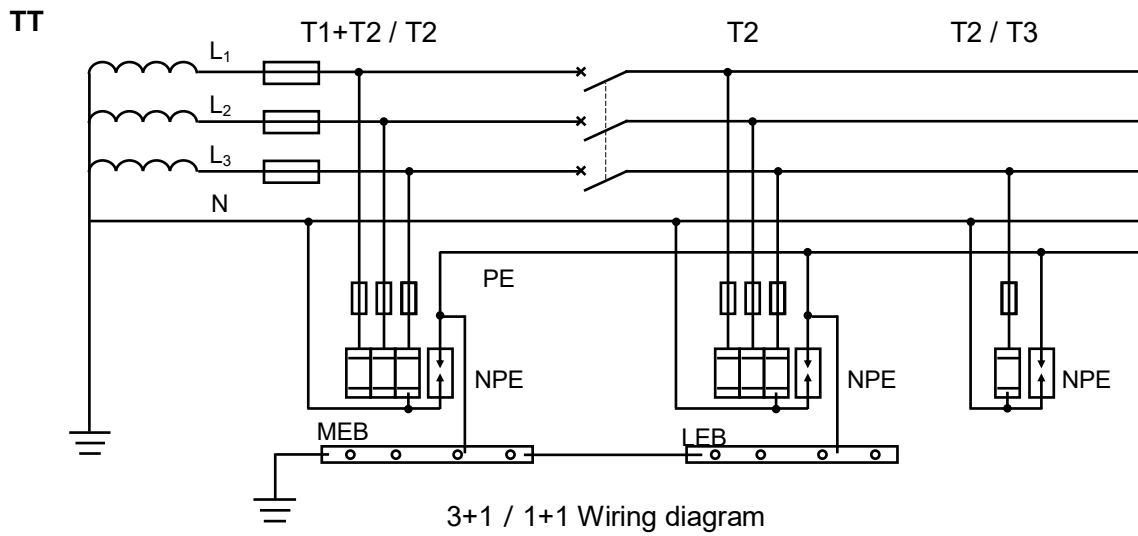 TT
T1+T2 / T2
T2
T2 / T3
L1
L2
L3
N
PE
NPE
NPE
NPE
MEB
LEB
3+1 / 1+1 Wiring diagram